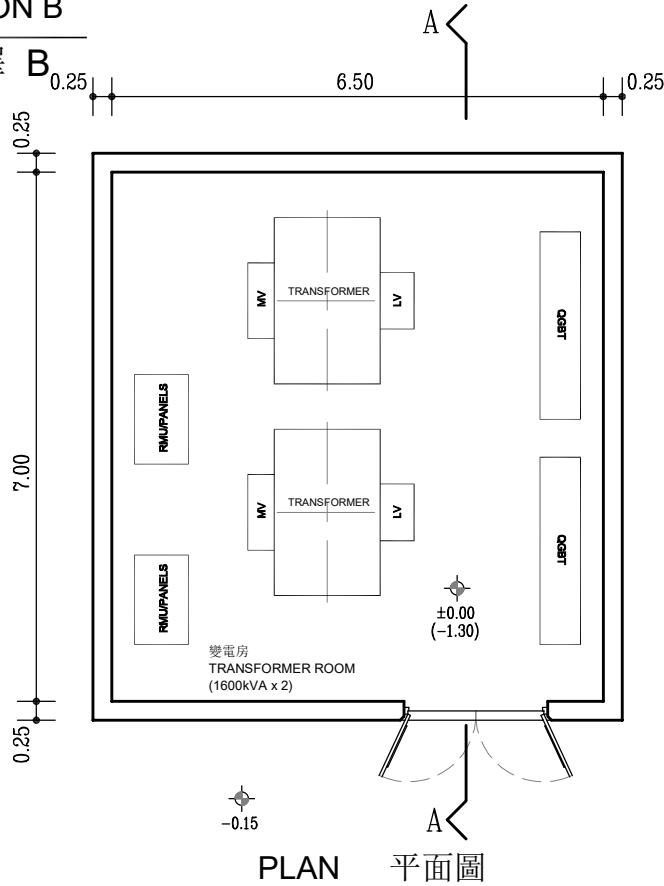 ON B
B
A
0.25
6.50
0.25
0.25
MV
TRANSFORMER
LV
QGBT
RMU/PANELS
7.00
MV
TRANSFORMER
LV
QGBT
RMU/PANELS
±0.00
(-1.30)
變電房
TRANSFORMER ROOM
(1600kVA x 2)
0.25
-0.15
A
PLAN 平面圖